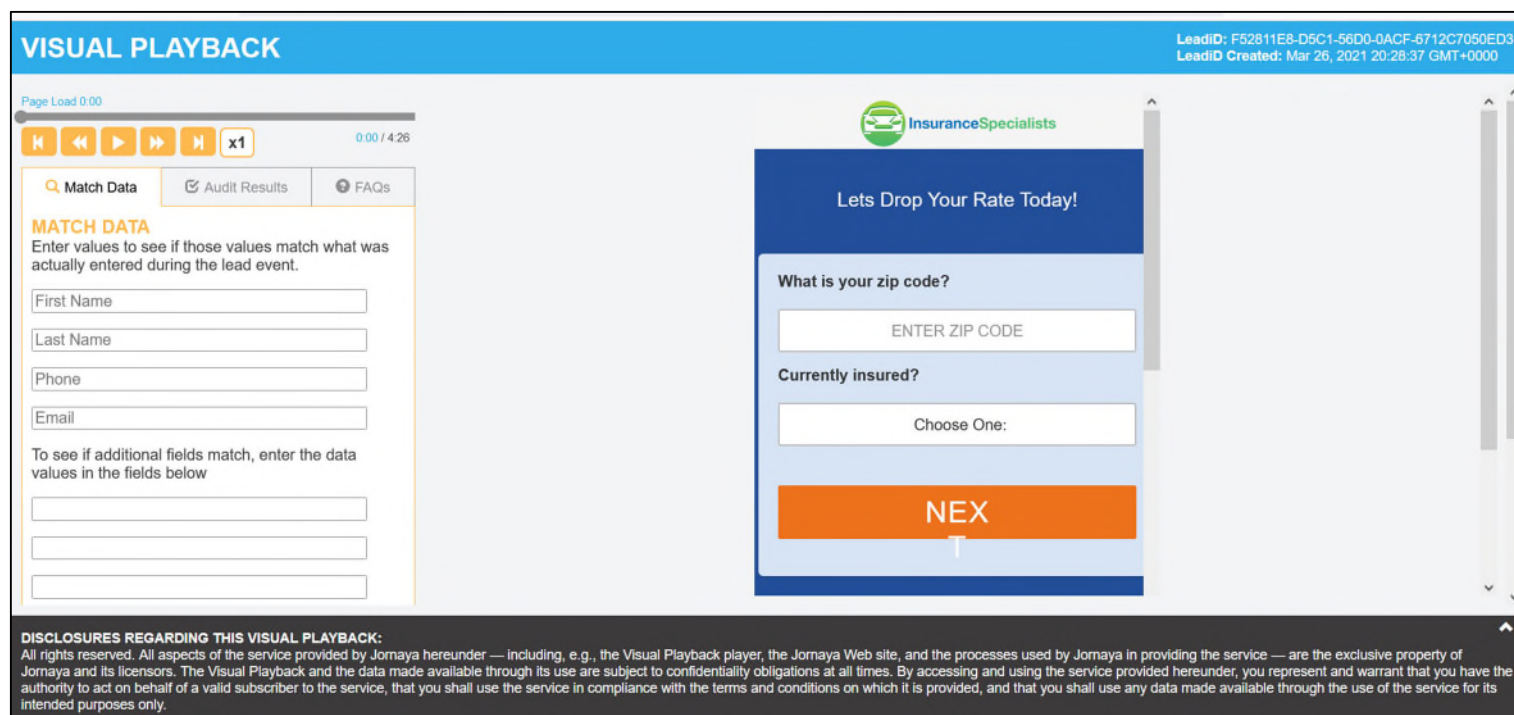 VISUAL PLAYBACK
LeadiD: F52811E8-D5C1-56D0-0ACF-6712C7050ED3
LeadiD Created: Mar 26, 2021 20:28:37 GMT+0000
Page Load 0:00
x1
0:00 / 4:26
Match Data
Audit Results
FAQs
MATCH DATA
Enter values to see if those values match what was
actually entered during the lead event.
First Name
Last Name
Phone
Email
To see if additional fields match, enter the data
values in the fields below
InsuranceSpecialists
Lets Drop Your Rate Today!
What is your zip code?
ENTER ZIP CODE
Currently insured?
Choose One:
NEX
T
DISCLOSURES REGARDING THIS VISUAL PLAYBACK:
All rights reserved. All aspects of the service provided by Jornaya hereunder — including, e.g., the Visual Playback player, the Jornaya Web site, and the processes used by Jornaya in providing the service — are the exclusive property of
Jornaya and its licensors. The Visual Playback and the data made available through its use are subject to confidentiality obligations at all times. By accessing and using the service provided hereunder, you represent and warrant that you have the
authority to act on behalf of a valid subscriber to the service, that you shall use the service in compliance with the terms and conditions on which it is provided, and that you shall use any data made available through the use of the service for its
intended purposes only.